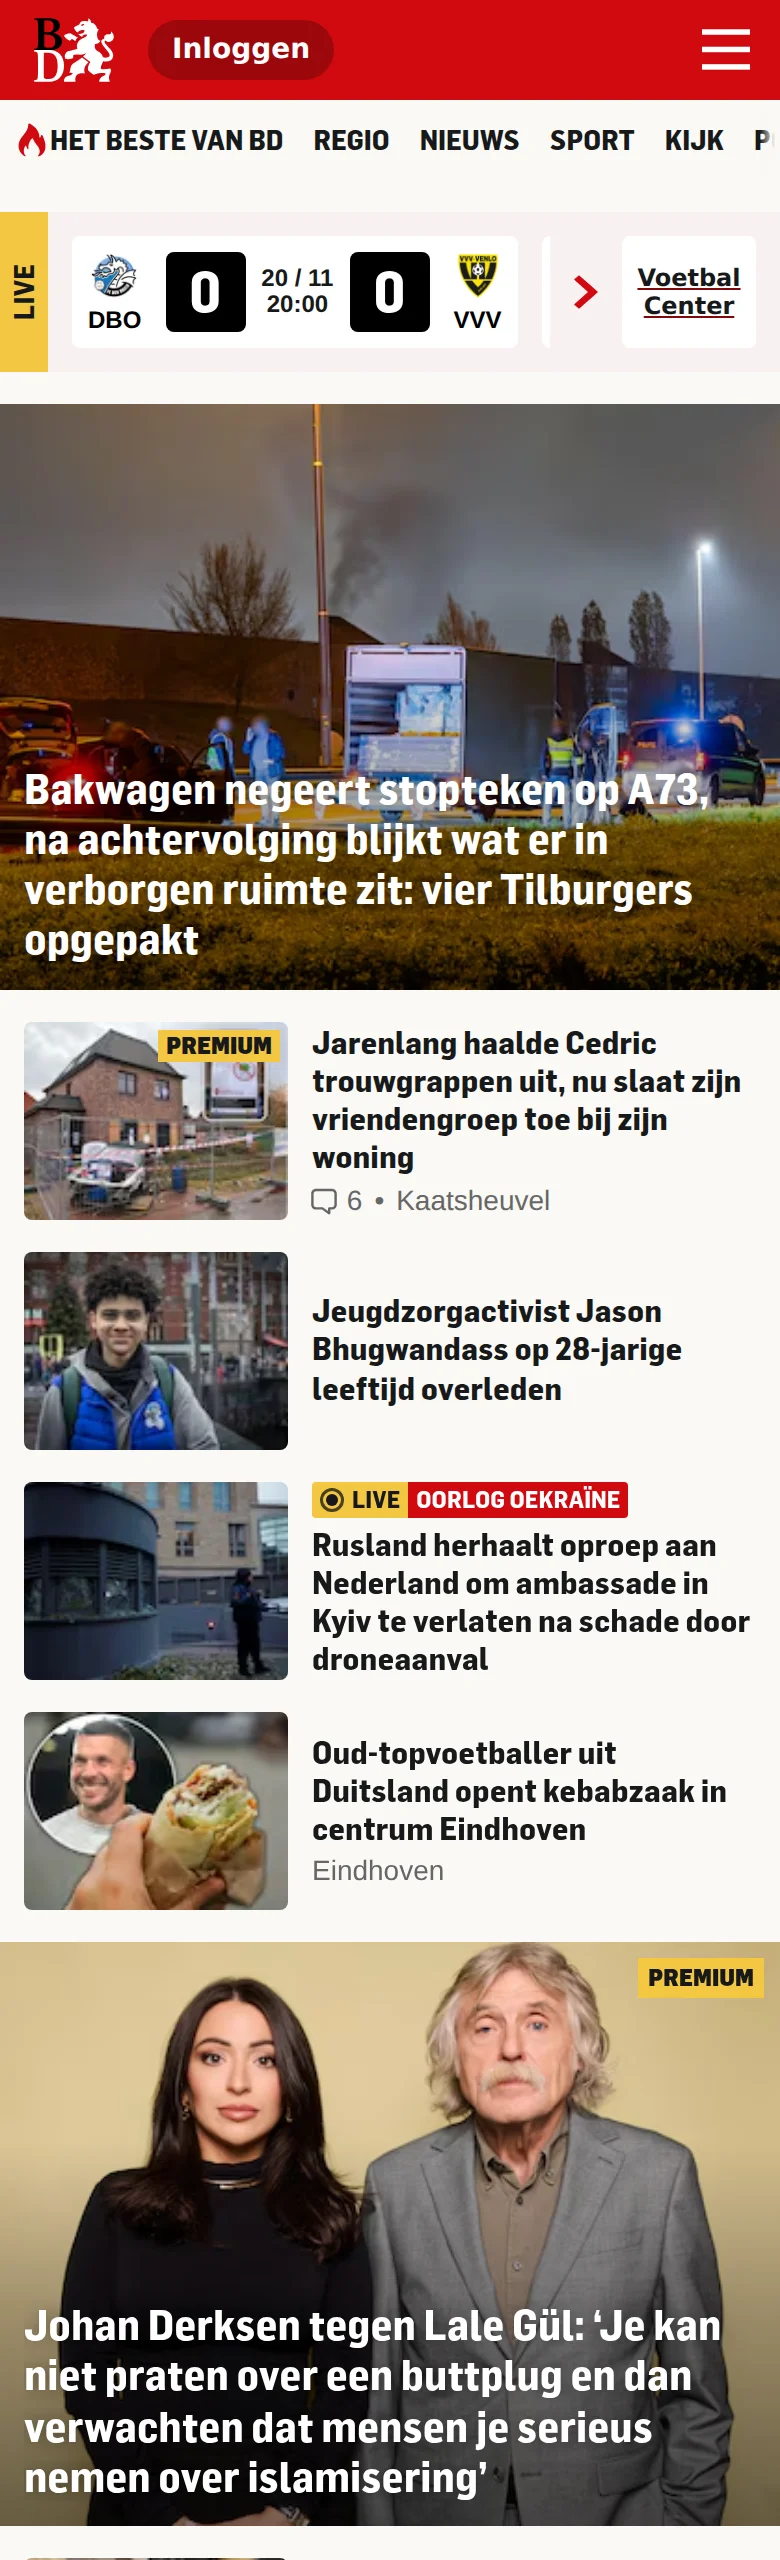 BD
Inloggen
HET BESTE VAN BD REGIO NIEUWS SPORT KIJK
LIVE
DBO
0
20 / 11
20:00
0
VVV
Voetbal
Center
Bakwagen negeert stopteken op A73,
na achtervolging blijkt wat er in
verborgen ruimte zit: vier Tilburgers
opgepakt
PREMIUM
Jarenlang haalde Cedric
trouwgrappen uit, nu slaat zijn
vriendengroep toe bij zijn
woning
6 • Kaatsheuvel
Jeugdzorgactivist Jason
Bhugwandass op 28-jarige
leeftijd overleden
LIVE OORLOG OEKRAÏNE
Rusland herhaalt oproep aan
Nederland om ambassade in
Kyiv te verlaten na schade door
droneaanval
Oud-topvoetballer uit
Duitsland opent kebabzaak in
centrum Eindhoven
Eindhoven
PREMIUM
Johan Derksen tegen Lale Gül: ‘Je kan
niet praten over een buttplug en dan
verwachten dat mensen je serieus
nemen over islamisering’